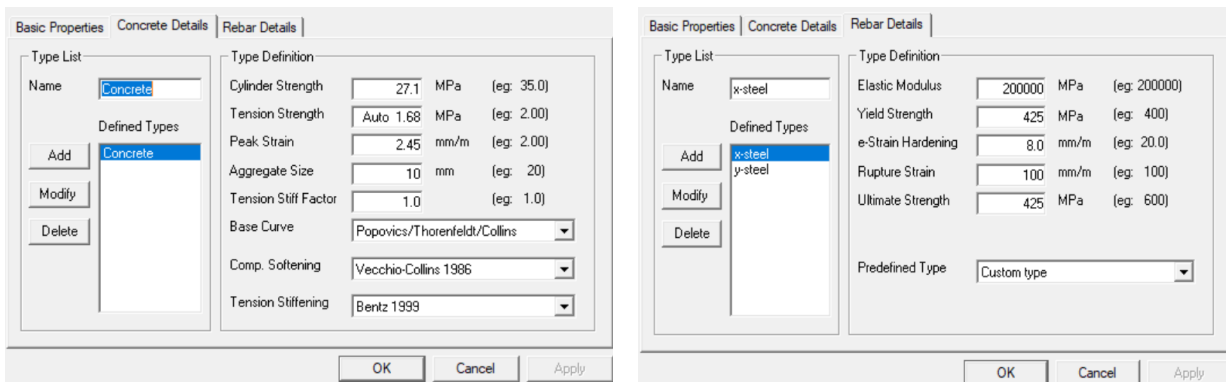 Basic Properties Concrete Details Rebar Details
Type List
Name Concrete
Defined Types
Concrete
Add
Modify
Delete
Type Definition
Cylinder Strength 27.1 MPa (eg: 35.0)
Tension Strength Auto 1.68 MPa (eg: 2.00)
Peak Strain 2.45 mm/m (eg: 2.00)
Aggregate Size 10 mm (eg: 20)
Tension Stiff Factor 1.0 (eg: 1.0)
Base Curve Popovics/Thorenfeldt/Collins
Comp. Softening Vecchio-Collins 1986
Tension Stiffening Bentz 1999
OK Cancel Apply
Basic Properties Concrete Details Rebar Details
Type List
Name x-steel
Defined Types
x-steel
y-steel
Add
Modify
Delete
Type Definition
Elastic Modulus 200000 MPa (eg: 200000)
Yield Strength 425 MPa (eg: 400)
e-Strain Hardening 8.0 mm/m (eg: 20.0)
Rupture Strain 100 mm/m (eg: 100)
Ultimate Strength 425 MPa (eg: 600)
Predefined Type Custom type
OK Cancel Apply